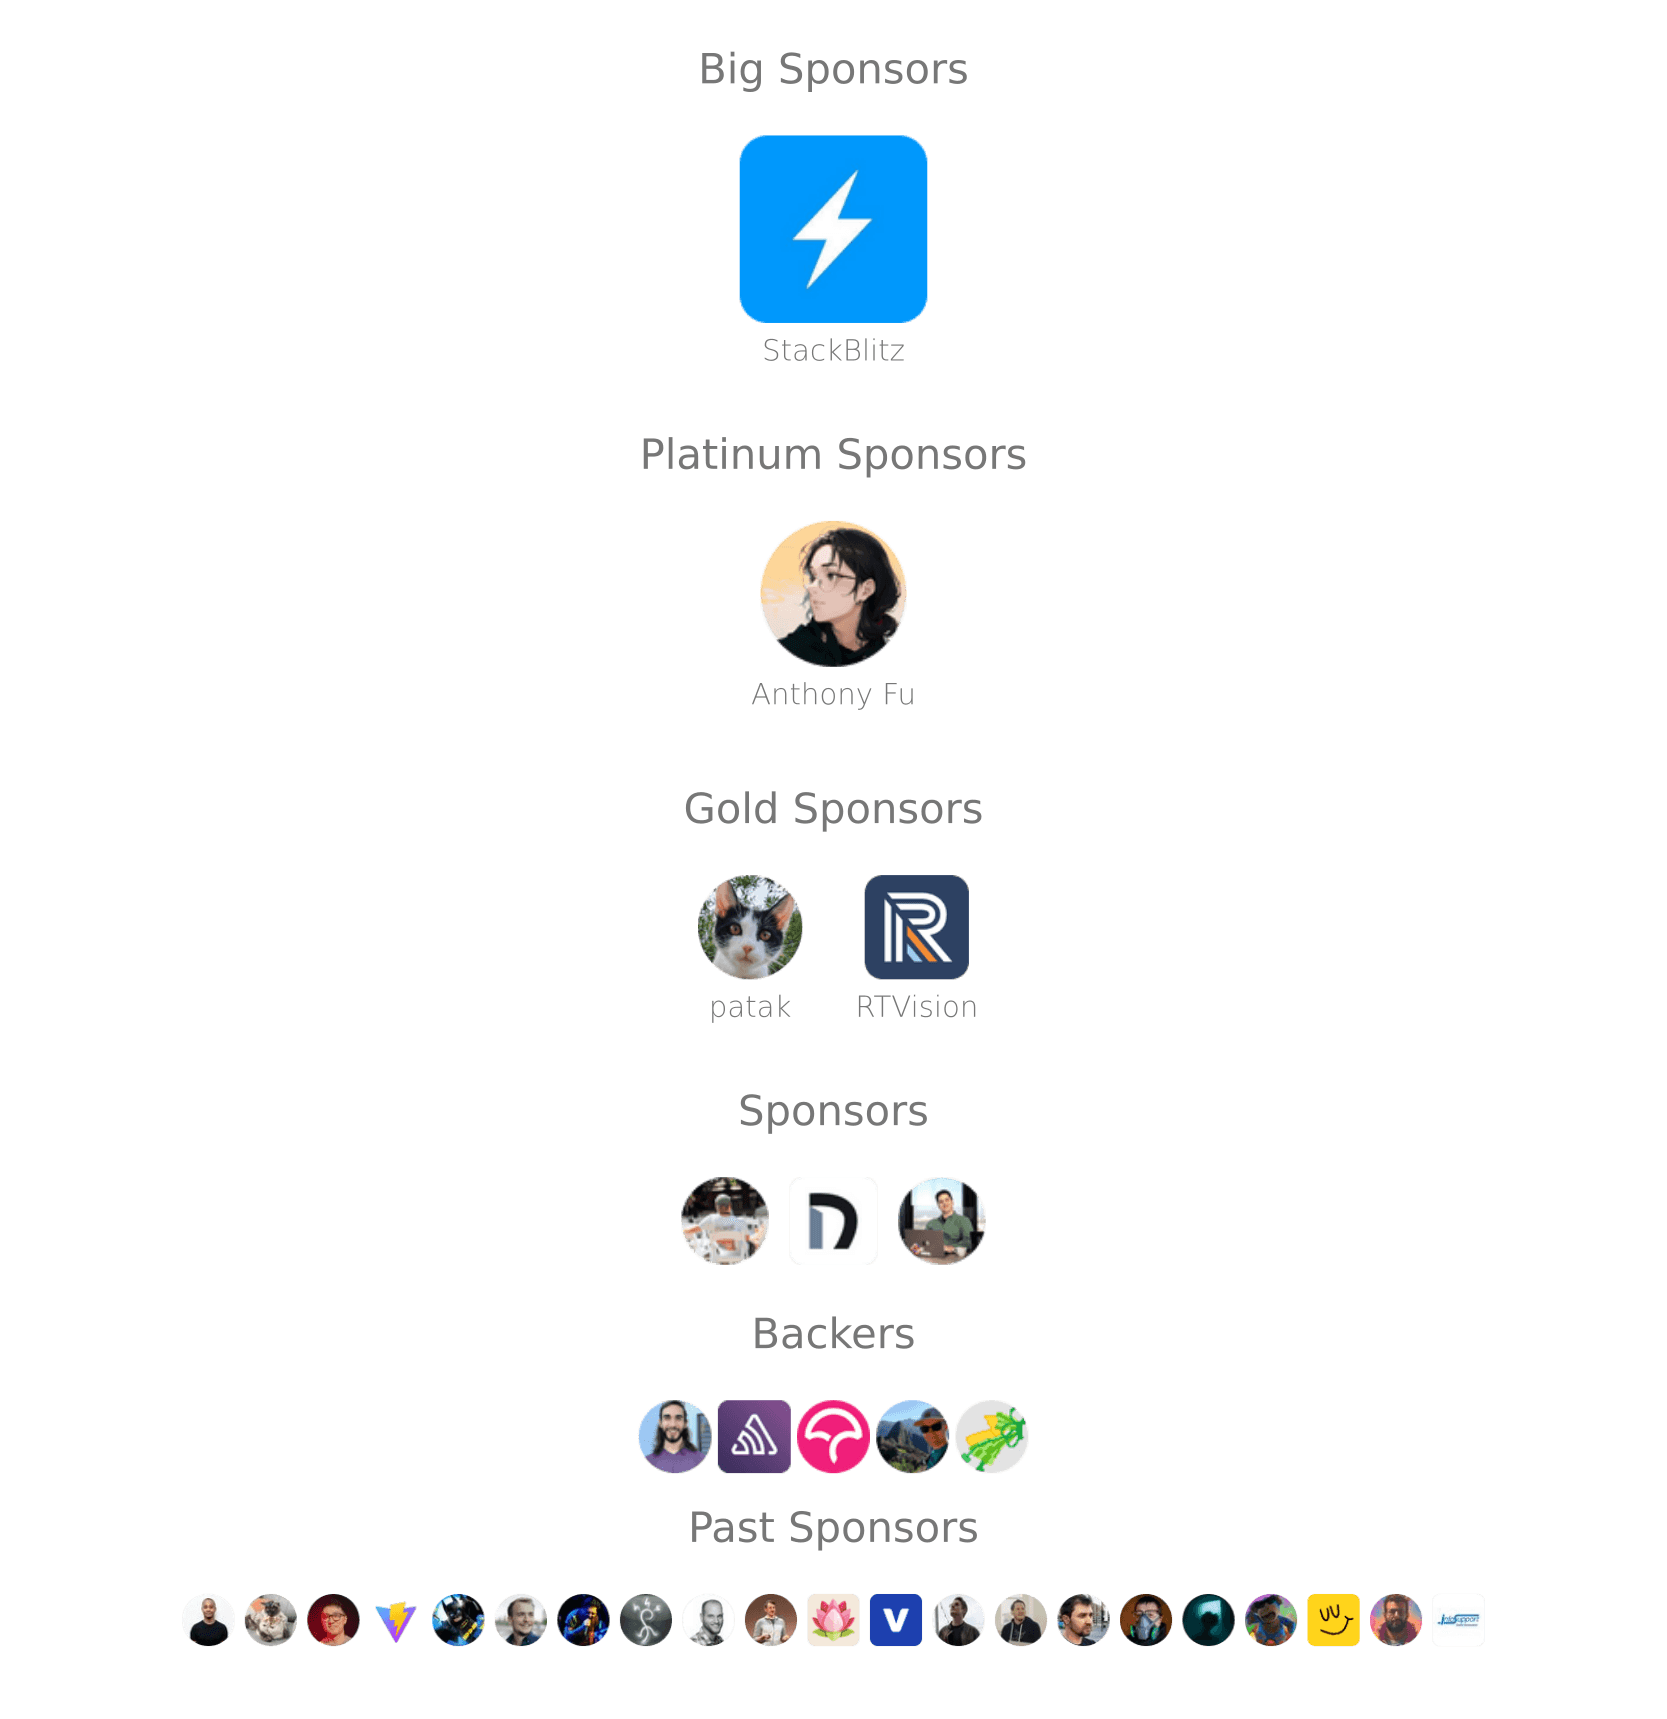 Big Sponsors
StackBlitz
Platinum Sponsors
Anthony Fu
Gold Sponsors
patak
RTVision
Sponsors
Backers
Past Sponsors